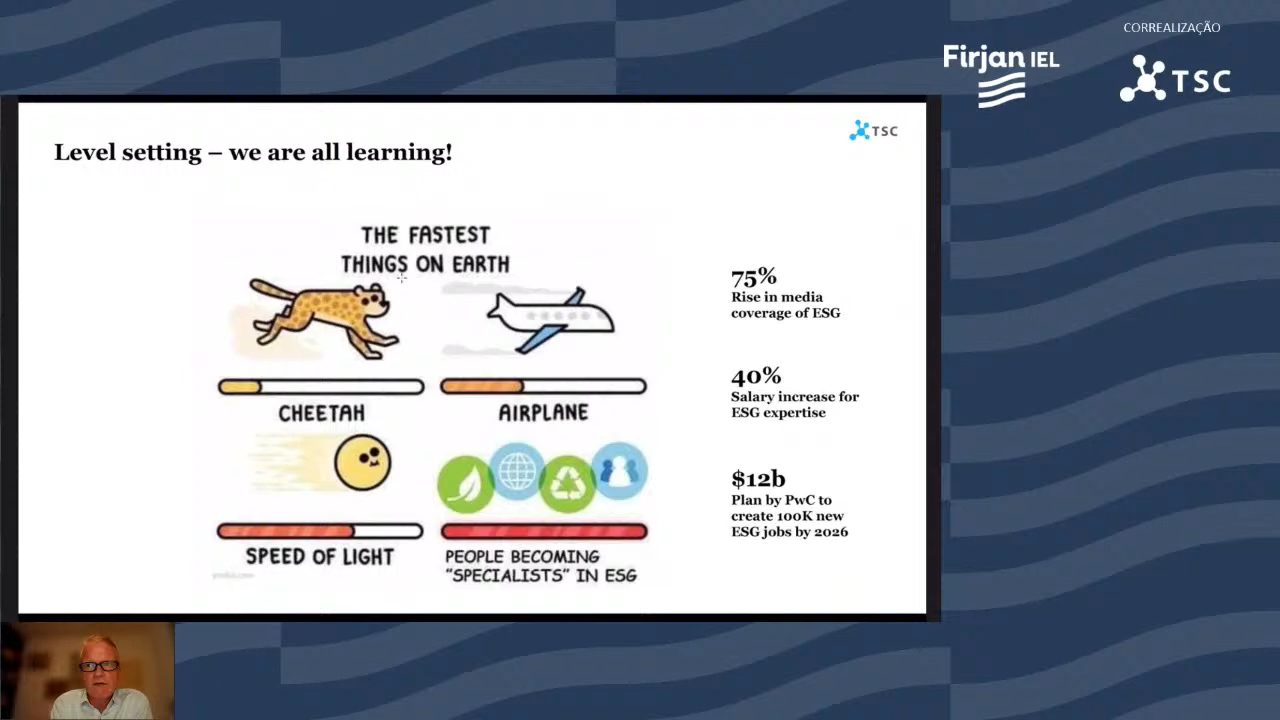 CORREALIZAÇÃO
Firjan IEL
TSC
TSC
Level setting – we are all learning!
THE FASTEST
THINGS ON EARTH
CHEETAH
AIRPLANE
SPEED OF LIGHT
PEOPLE BECOMING
"SPECIALISTS" IN ESG
75%
Rise in media
coverage of ESG
40%
Salary increase for
ESG expertise
$12b
Plan by PwC to
create 100K new
ESG jobs by 2026